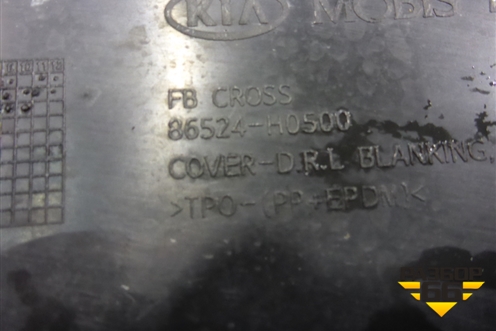 KIA MOBIS
FB CROSS
86524-H0500
COVER-D.R.L BLANKING,
>TPO-(PP+EPDM)<